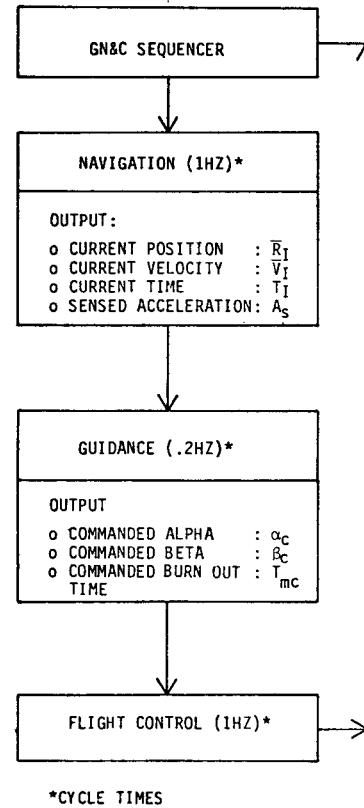 GN&C SEQUENCER
NAVIGATION (1HZ)*
OUTPUT:
o CURRENT POSITION : R̅I
o CURRENT VELOCITY : V̅I
o CURRENT TIME : TI
o SENSED ACCELERATION: As
GUIDANCE (.2HZ)*
OUTPUT
o COMMANDED ALPHA : αc
o COMMANDED BETA : βc
o COMMANDED BURN OUT : Tmc
TIME
FLIGHT CONTROL (1HZ)*
*CYCLE TIMES